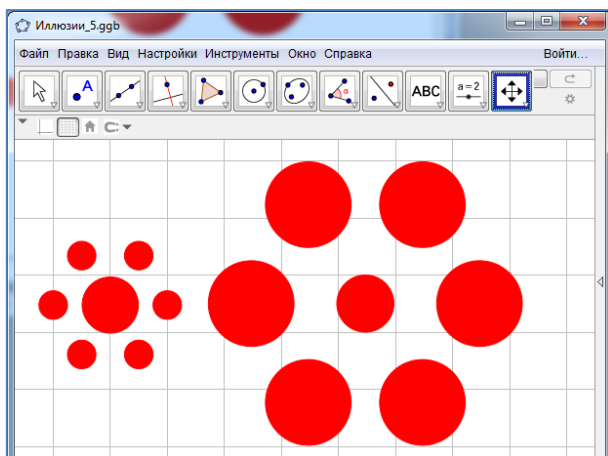 Иллюзии_5.ggb
Файл Правка Вид Настройки Инструменты Окно Справка Войти...
A α ABC a=2